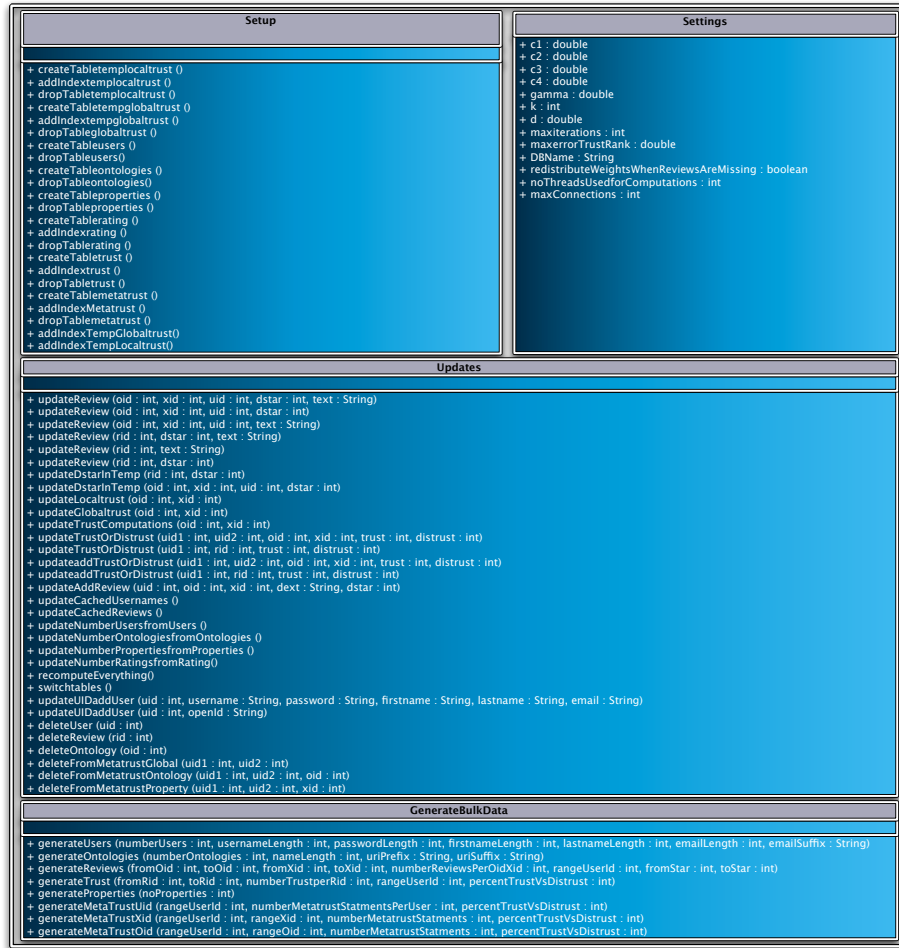 Setup
+ createTabletemplocaltrust ()
+ addIndextemplocaltrust ()
+ dropTabletemplocaltrust ()
+ createTabletempglobaltrust ()
+ addIndextempglobaltrust ()
+ dropTableglobaltrust ()
+ createTableusers ()
+ dropTableusers()
+ createTableontologies ()
+ dropTableontologies()
+ createTableproperties ()
+ dropTableproperties ()
+ createTablerating ()
+ addIndexrating ()
+ dropTablerating ()
+ createTabletrust ()
+ addIndextrust ()
+ dropTabletrust ()
+ createTablemetatrust ()
+ addIndexMetatrust ()
+ dropTablemetatrust ()
+ addIndexTempGlobaltrust()
+ addIndexTempLocaltrust()
Settings
+ c1 : double
+ c2 : double
+ c3 : double
+ c4 : double
+ gamma : double
+ k : int
+ d : double
+ maxiterations : int
+ maxerrorTrustRank : double
+ DBName : String
+ redistributeWeightsWhenReviewsAreMissing : boolean
+ noThreadsUsedforComputations : int
+ maxConnections : int
Updates
+ updateReview (oid : int, xid : int, uid : int, dstar : int, text : String)
+ updateReview (oid : int, xid : int, uid : int, dstar : int)
+ updateReview (oid : int, xid : int, uid : int, text : String)
+ updateReview (rid : int, dstar : int, text : String)
+ updateReview (rid : int, text : String)
+ updateReview (rid : int, dstar : int)
+ updateDstarInTemp (rid : int, dstar : int)
+ updateDstarInTemp (oid : int, xid : int, uid : int, dstar : int)
+ updateLocaltrust (oid : int, xid : int)
+ updateGlobaltrust (oid : int, xid : int)
+ updateTrustComputations (oid : int, xid : int)
+ updateTrustOrDistrust (uid1 : int, uid2 : int, oid : int, xid : int, trust : int, distrust : int)
+ updateTrustOrDistrust (uid1 : int, rid : int, trust : int, distrust : int)
+ updateaddTrustOrDistrust (uid1 : int, uid2 : int, oid : int, xid : int, trust : int, distrust : int)
+ updateaddTrustOrDistrust (uid1 : int, rid : int, trust : int, distrust : int)
+ updateAddReview (uid : int, oid : int, xid : int, dext : String, dstar : int)
+ updateCachedUsernames ()
+ updateCachedReviews ()
+ updateNumberUsersfromUsers ()
+ updateNumberOntologiesfromOntologies ()
+ updateNumberPropertiesfromProperties ()
+ updateNumberRatingsfromRating()
+ recomputeEverything()
+ switchtables ()
+ updateUIDaddUser (uid : int, username : String, password : String, firstname : String, lastname : String, email : String)
+ updateUIDaddUser (uid : int, openId : String)
+ deleteUser (uid : int)
+ deleteReview (rid : int)
+ deleteOntology (oid : int)
+ deleteFromMetatrustGlobal (uid1 : int, uid2 : int)
+ deleteFromMetatrustOntology (uid1 : int, uid2 : int, oid : int)
+ deleteFromMetatrustProperty (uid1 : int, uid2 : int, xid : int)
GenerateBulkData
+ generateUsers (numberUsers : int, usernameLength : int, passwordLength : int, firstnameLength : int, lastnameLength : int, emailLength : int, emailSuffix : String)
+ generateOntologies (numberOntologies : int, nameLength : int, uriPrefix : String, uriSuffix : String)
+ generateReviews (fromOid : int, toOid : int, fromXid : int, toXid : int, numberReviewsPerOidXid : int, rangeUserId : int, fromStar : int, toStar : int)
+ generateTrust (fromRid : int, toRid : int, numberTrustperRid : int, rangeUserId : int, percentTrustVsDistrust : int)
+ generateProperties (noProperties : int)
+ generateMetaTrustUid (rangeUserId : int, numberMetatrustStatmentsPerUser : int, percentTrustVsDistrust : int)
+ generateMetaTrustXid (rangeUserId : int, rangeXid : int, numberMetatrustStatments : int, percentTrustVsDistrust : int)
+ generateMetaTrustOid (rangeUserId : int, rangeOid : int, numberMetatrustStatments : int, percentTrustVsDistrust : int)